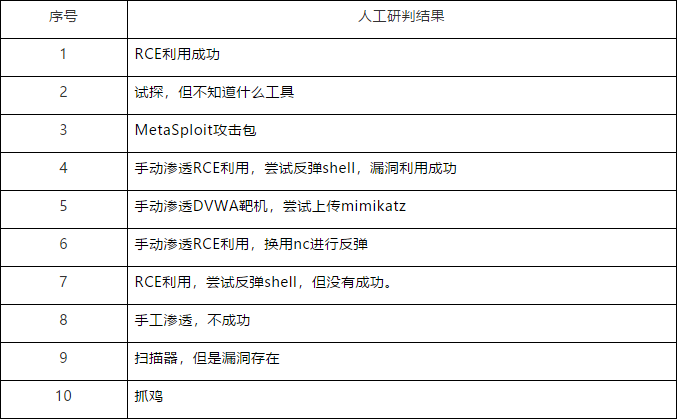 序号 人工研判结果
1 RCE利用成功
2 试探，但不知道什么工具
3 MetaSploit攻击包
4 手动渗透RCE利用，尝试反弹shell，漏洞利用成功
5 手动渗透DVWA靶机，尝试上传mimikatz
6 手动渗透RCE利用，换用nc进行反弹
7 RCE利用，尝试反弹shell，但没有成功。
8 手工渗透，不成功
9 扫描器，但是漏洞存在
10 抓鸡